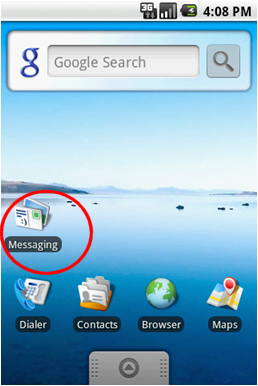 3G 4:08 PM
g Google Search
Messaging
Dialer Contacts Browser Maps